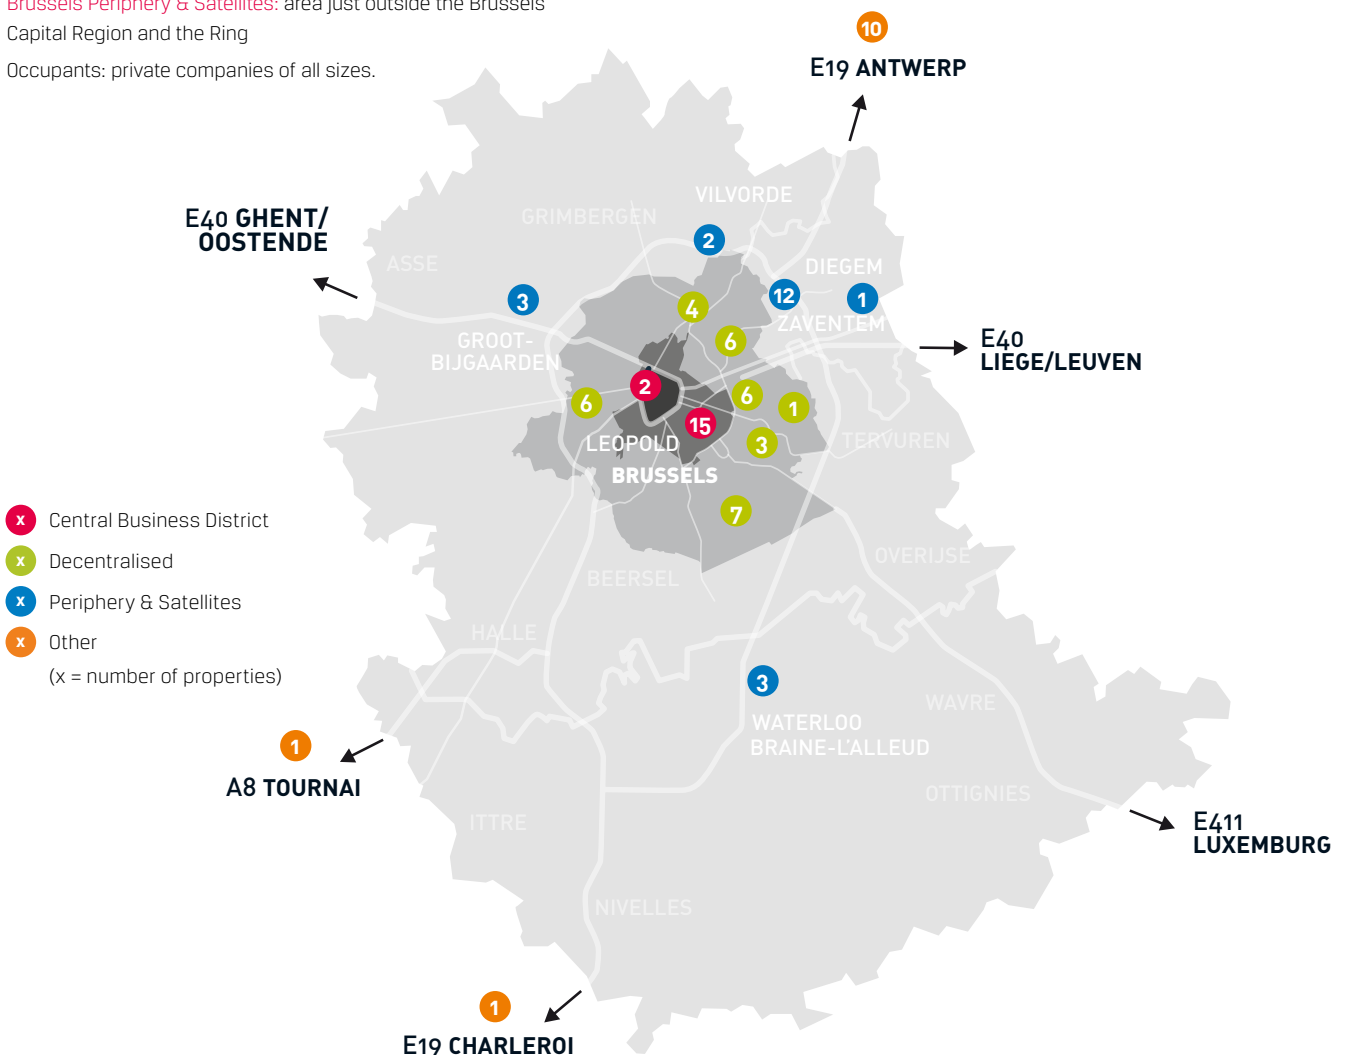 Brussels Periphery & Satellites: area just outside the Brussels
Capital Region and the Ring
Occupants: private companies of all sizes.
10
E19 ANTWERP
VILVORDE
GRIMBERGEN
E40 GHENT/
OOSTENDE
2
ASSE
DIEGEM
3
12
1
4
ZAVENTEM
GROOT-
BIJGAARDEN
6
E40
LIEGE/LEUVEN
2
6
6
1
15
LEOPOLD
3
TERVUREN
BRUSSELS
7
x Central Business District
x Decentralised
x Periphery & Satellites
x Other
(x = number of properties)
OVERIJSE
BEERSEL
HALLE
3
WAVRE
WATERLOO
BRAINE-L'ALLEUD
1
A8 TOURNAI
OTTIGNIES
ITTRE
E411
LUXEMBURG
NIVELLES
1
E19 CHARLEROI